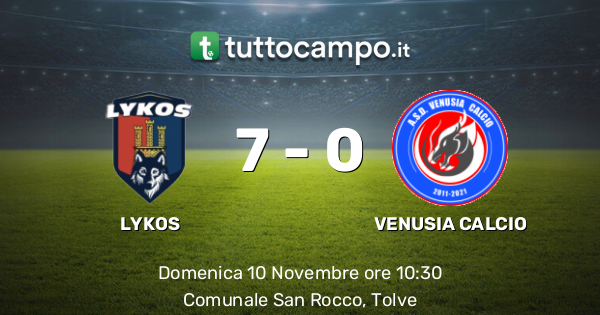 tuttocampo.it
LYKOS
7 - 0
A.S.D. VENUSIA CALCIO
2011-2021
LYKOS
VENUSIA CALCIO
Domenica 10 Novembre ore 10:30
Comunale San Rocco, Tolve